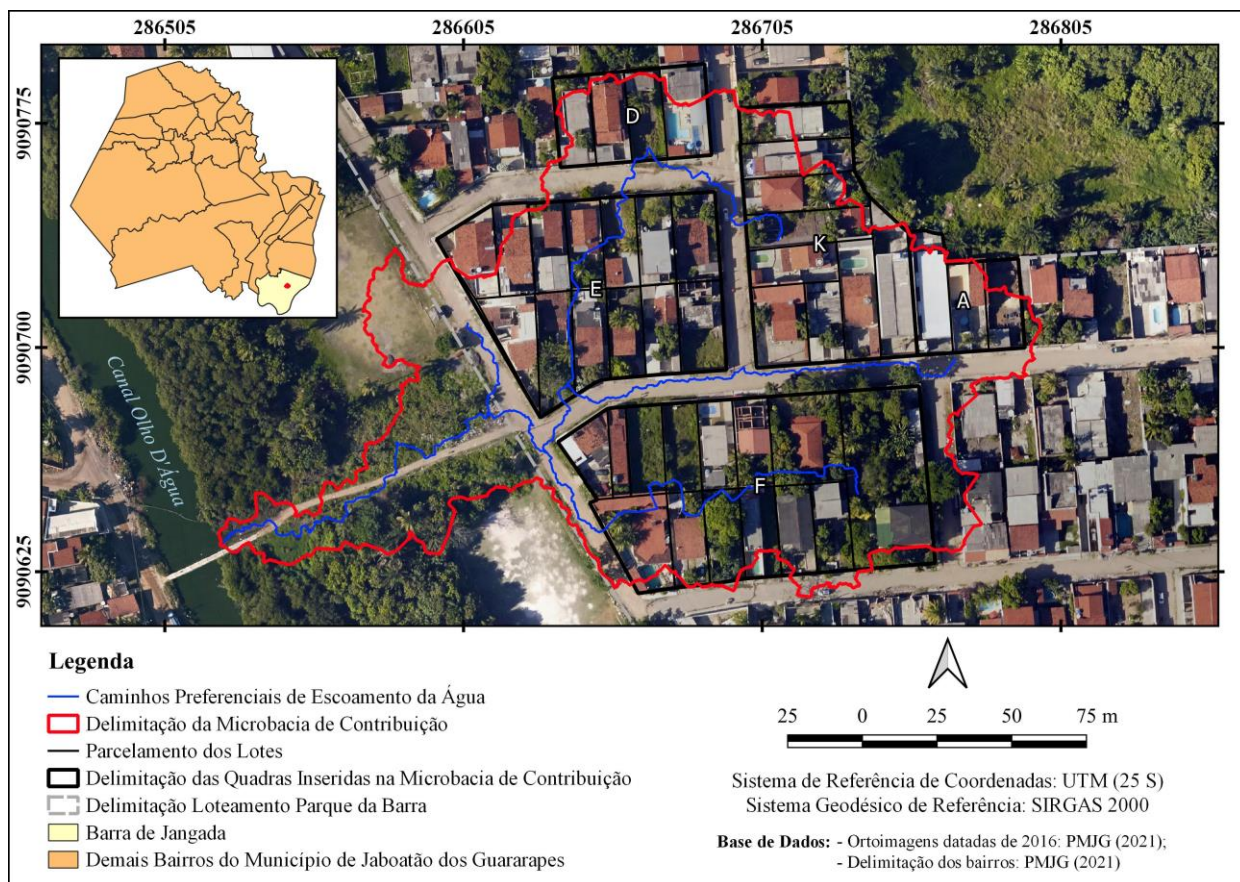 286505 286605 286705 286805
9090775
9090700
9090625
D
E
K
A
F
Canal Olho D'Água
Legenda
Caminhos Preferenciais de Escoamento da Água
Delimitação da Microbacia de Contribuição
Parcelamento dos Lotes
Delimitação das Quadras Inseridas na Microbacia de Contribuição
Delimitação Loteamento Parque da Barra
Barra de Jangada
Demais Bairros do Município de Jaboatão dos Guararapes
25 0 25 50 75 m
Sistema de Referência de Coordenadas: UTM (25 S)
Sistema Geodésico de Referência: SIRGAS 2000
Base de Dados: - Ortoimagens datadas de 2016: PMJG (2021);
- Delimitação dos bairros: PMJG (2021)